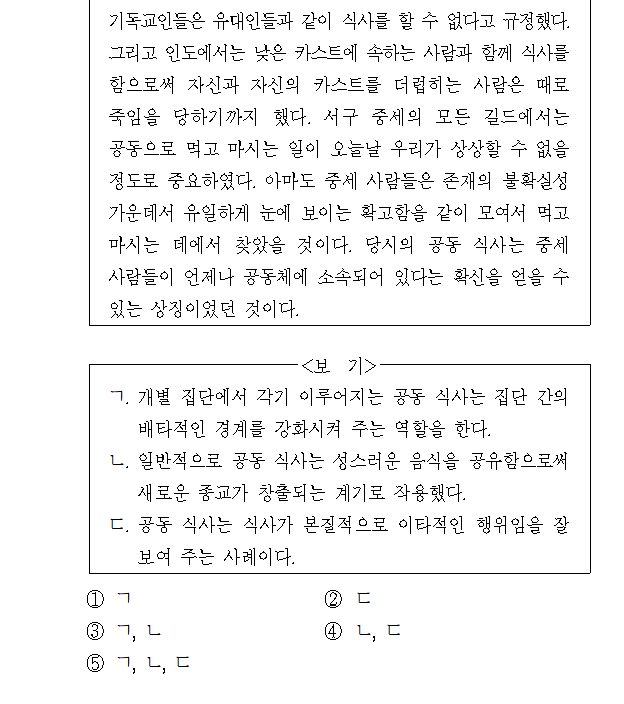 기독교인들은 유대인들과 같이 식사를 할 수 없다고 규정했다.
그리고 인도에서는 낮은 카스트에 속하는 사람과 함께 식사를
함으로써 자신과 자신의 카스트를 더럽히는 사람은 때로
죽임을 당하기까지 했다. 서구 중세의 모든 길드에서는
공동으로 먹고 마시는 일이 오늘날 우리가 상상할 수 없을
정도로 중요하였다. 아마도 중세 사람들은 존재의 불확실성
가운데서 유일하게 눈에 보이는 확고함을 같이 모여서 먹고
마시는 데에서 찾았을 것이다. 당시의 공동 식사는 중세
사람들이 언제나 공동체에 소속되어 있다는 확신을 얻을 수
있는 상징이었던 것이다.
<보 기>
ㄱ. 개별 집단에서 각기 이루어지는 공동 식사는 집단 간의
배타적인 경계를 강화시켜 주는 역할을 한다.
ㄴ. 일반적으로 공동 식사는 성스러운 음식을 공유함으로써
새로운 종교가 창출되는 계기로 작용했다.
ㄷ. 공동 식사는 식사가 본질적으로 이타적인 행위임을 잘
보여 주는 사례이다.
① ㄱ ② ㄷ
③ ㄱ, ㄴ ④ ㄴ, ㄷ
⑤ ㄱ, ㄴ, ㄷ